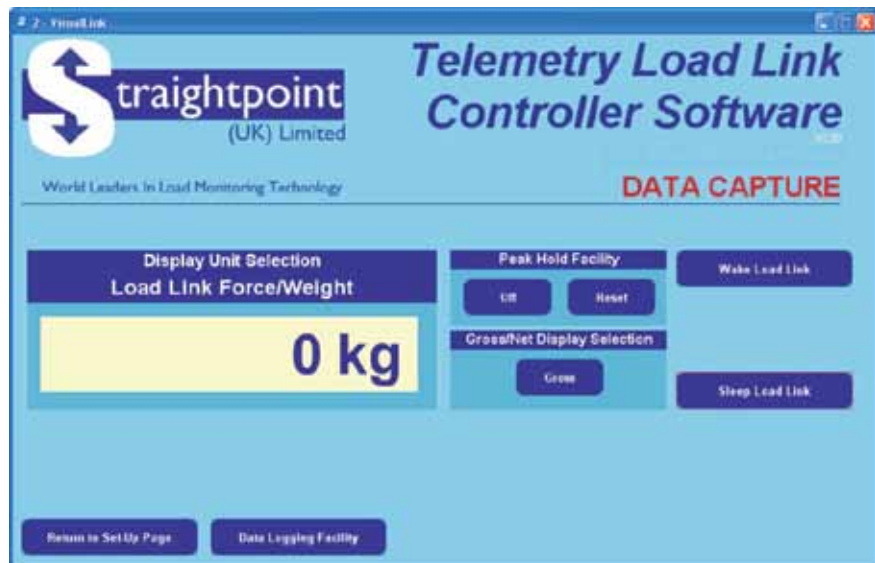 2 - VisualLink
Straightpoint
(UK) Limited
World Leaders In Load Monitoring Technology
Telemetry Load Link
Controller Software
DATA CAPTURE
Display Unit Selection
Load Link Force/Weight
0 kg
Peak Hold Facility
Off
Reset
Gross/Net Display Selection
Gross
Wake Load Link
Sleep Load Link
Return to Set-Up Page
Data Logging Facility